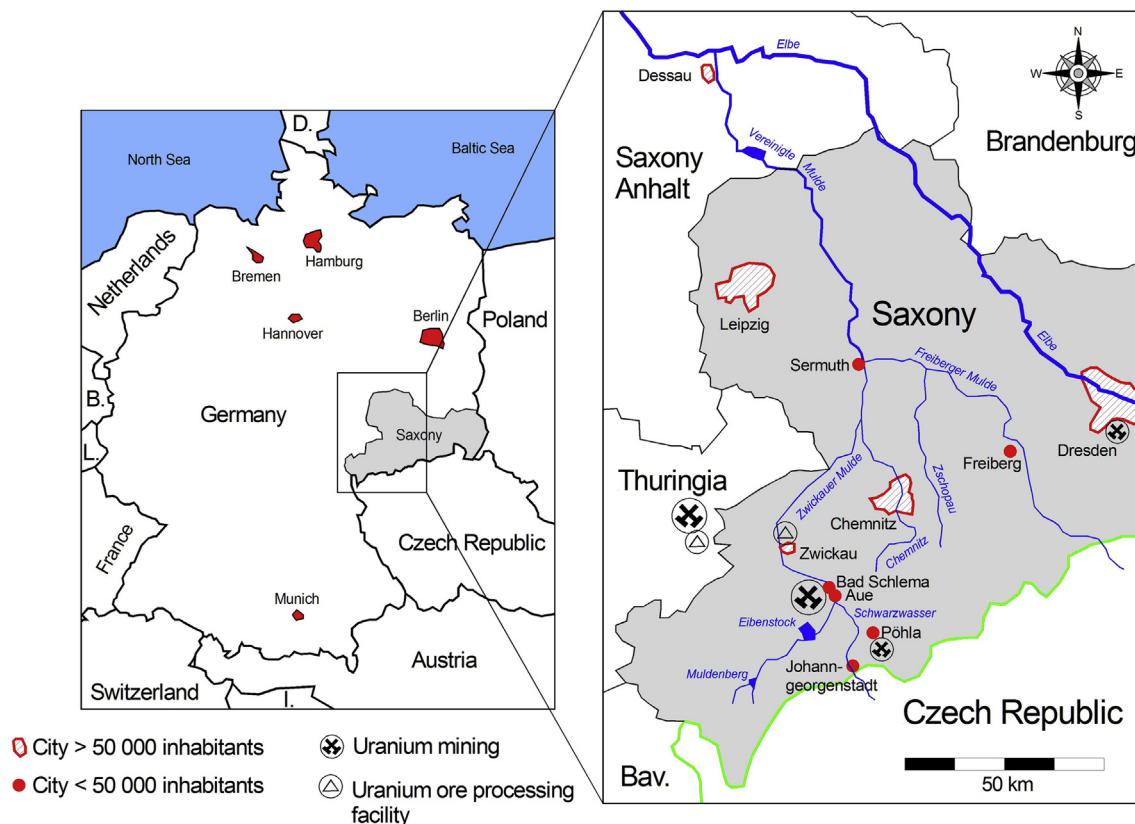 D.
North Sea
Baltic Sea
Netherlands
Hamburg
Bremen
Hannover
Berlin
Poland
B.
Germany
Saxony
L.
France
Czech Republic
Munich
Austria
Switzerland
I.
City > 50 000 inhabitants
City < 50 000 inhabitants
Uranium mining
Uranium ore processing
facility
Elbe
Dessau
N
W
E
S
Brandenburg
Vereinigte
Mulde
Saxony
Anhalt
Leipzig
Saxony
Sermuth
Freiberger Mulde
Elbe
Dresden
Freiberg
Thuringia
Zwickauer Mulde
Zschopau
Chemnitz
Chemnitz
Zwickau
Bad Schlema
Aue
Schwarzwasser
Eibenstock
Pöhla
Muldenberg
Johann-
georgenstadt
Czech Republic
Bav.
50 km